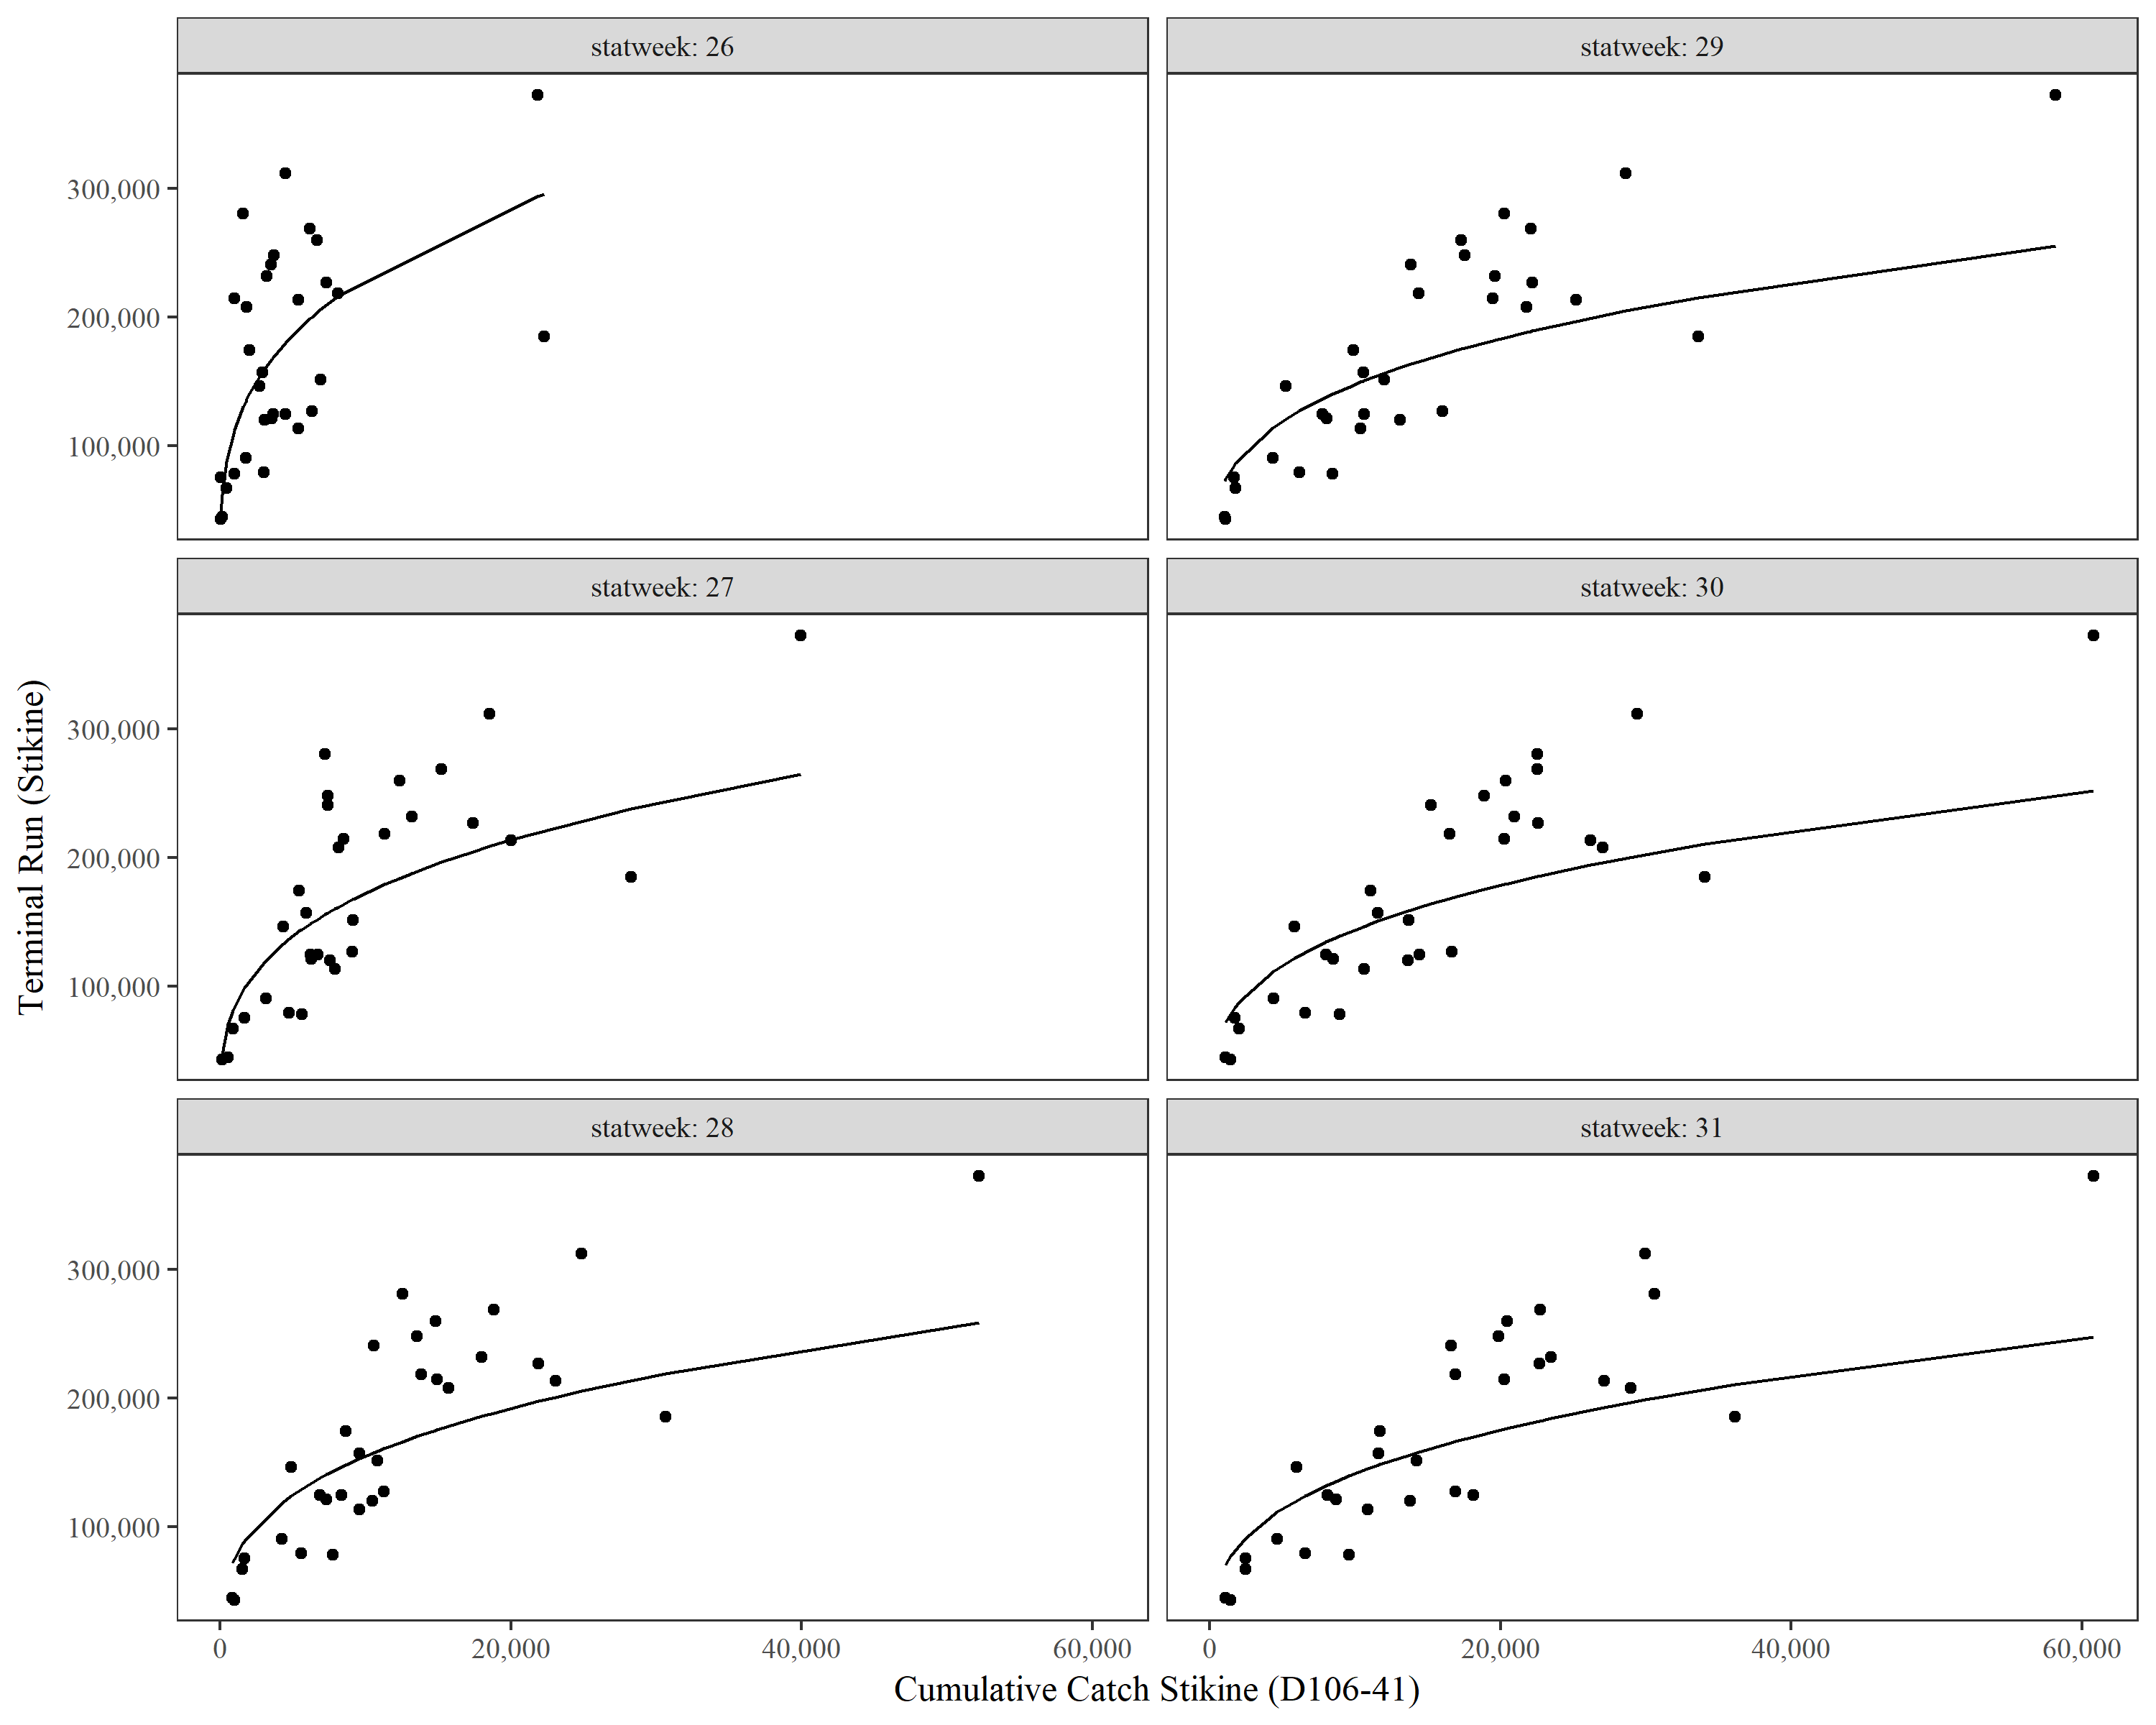 statweek: 26
statweek: 29
300,000
200,000
100,000
statweek: 27
statweek: 30
Terminal Run (Stikine)
300,000
200,000
100,000
statweek: 28
statweek: 31
300,000
200,000
100,000
0 20,000 40,000 60,000
0 20,000 40,000 60,000
Cumulative Catch Stikine (D106-41)